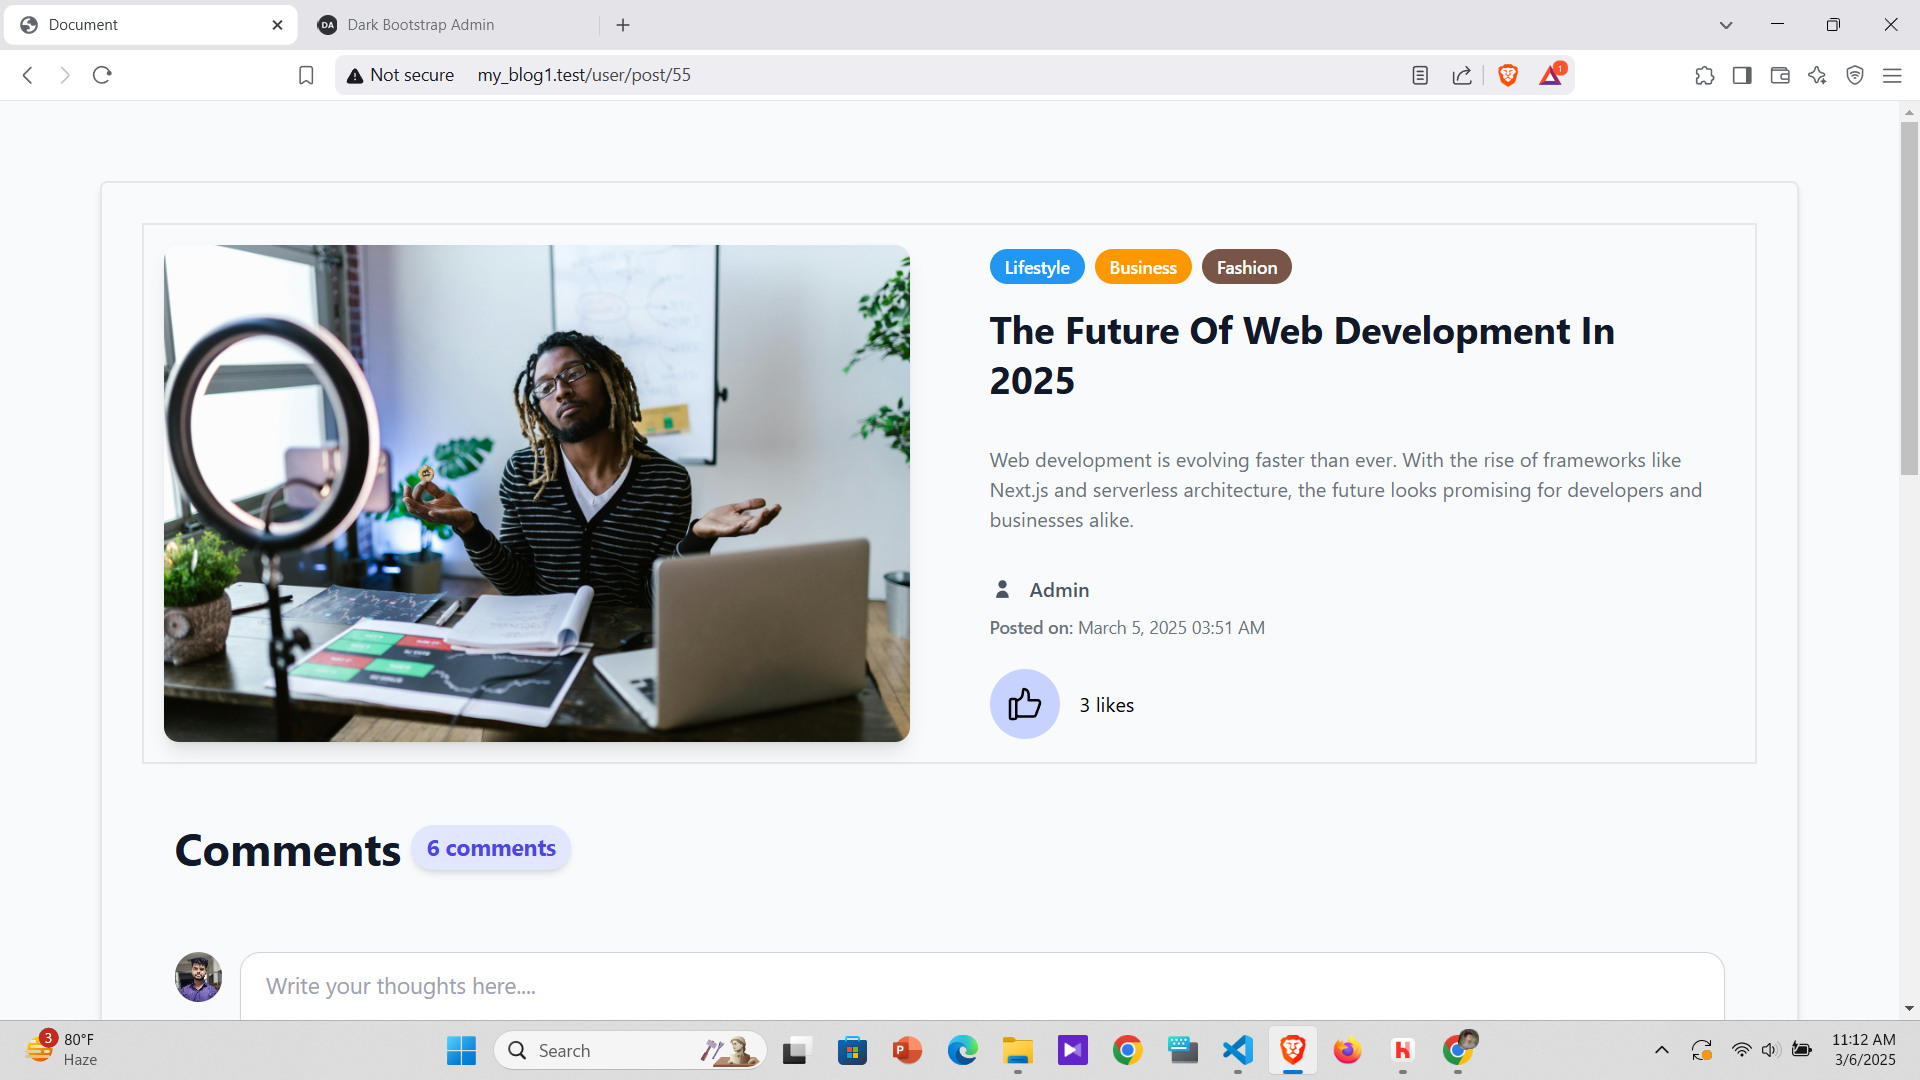 Document
DA Dark Bootstrap Admin
Not secure my_blog1.test/user/post/55
1
Lifestyle Business Fashion
The Future Of Web Development In
2025
Web development is evolving faster than ever. With the rise of frameworks like
Next.js and serverless architecture, the future looks promising for developers and
businesses alike.
Admin
Posted on: March 5, 2025 03:51 AM
3 likes
Comments 6 comments
Write your thoughts here....
3
80°F
Haze
Search
P
H
11:12 AM
3/6/2025